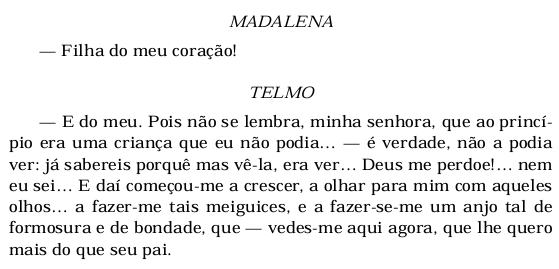 MADALENA
— Filha do meu coração!
TELMO
— E do meu. Pois não se lembra, minha senhora, que ao princí-
pio era uma criança que eu não podia... — é verdade, não a podia
ver: já sabereis porquê mas vê-la, era ver... Deus me perdoe!... nem
eu sei... E daí começou-me a crescer, a olhar para mim com aqueles
olhos... a fazer-me tais meiguices, e a fazer-se-me um anjo tal de
formosura e de bondade, que — vedes-me aqui agora, que lhe quero
mais do que seu pai.